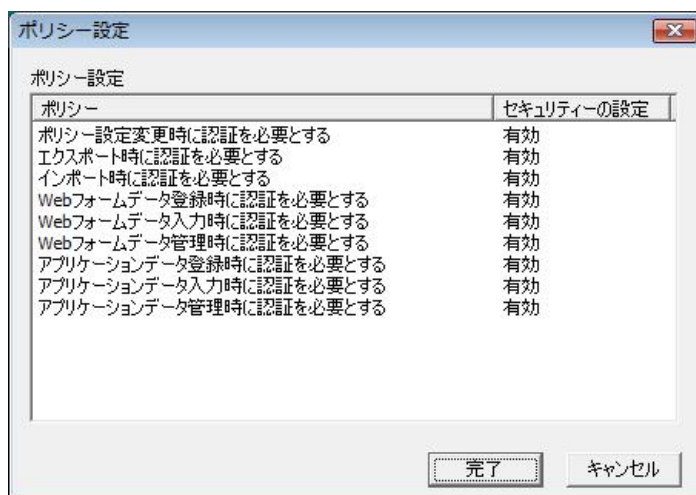 ポリシー設定
ポリシー設定
ポリシー セキュリティーの設定
ポリシー設定変更時に認証を必要とする 有効
エクスポート時に認証を必要とする 有効
インポート時に認証を必要とする 有効
Webフォームデータ登録時に認証を必要とする 有効
Webフォームデータ入力時に認証を必要とする 有効
Webフォームデータ管理時に認証を必要とする 有効
アプリケーションデータ登録時に認証を必要とする 有効
アプリケーションデータ入力時に認証を必要とする 有効
アプリケーションデータ管理時に認証を必要とする 有効
完了 キャンセル